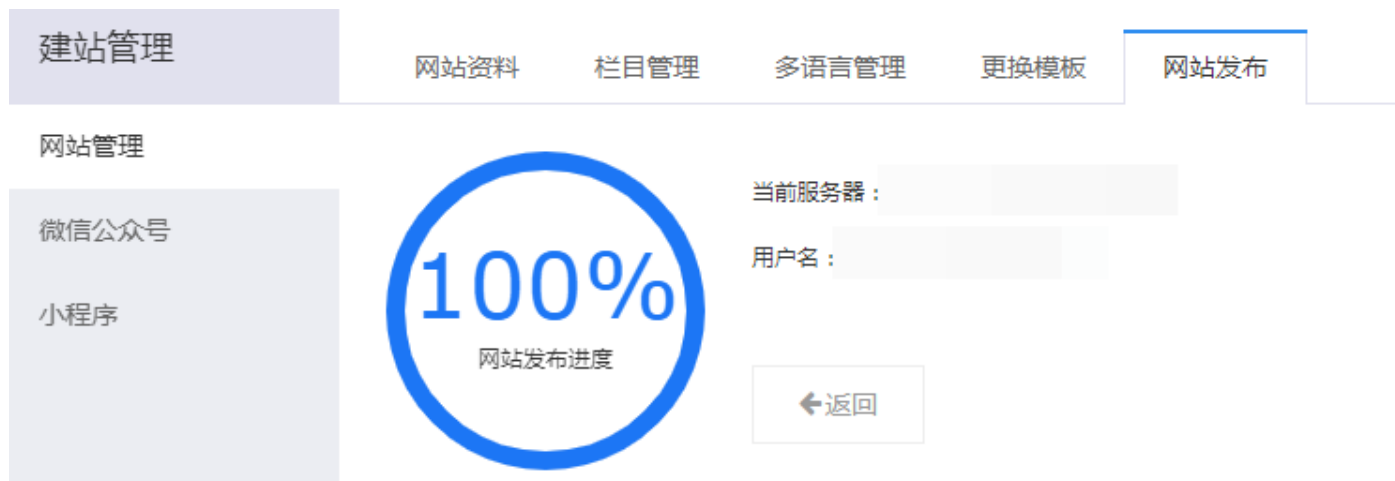 建站管理
网站资料 栏目管理 多语言管理 更换模板 网站发布
网站管理
微信公众号
小程序
100%
网站发布进度
当前服务器：
用户名：
返回